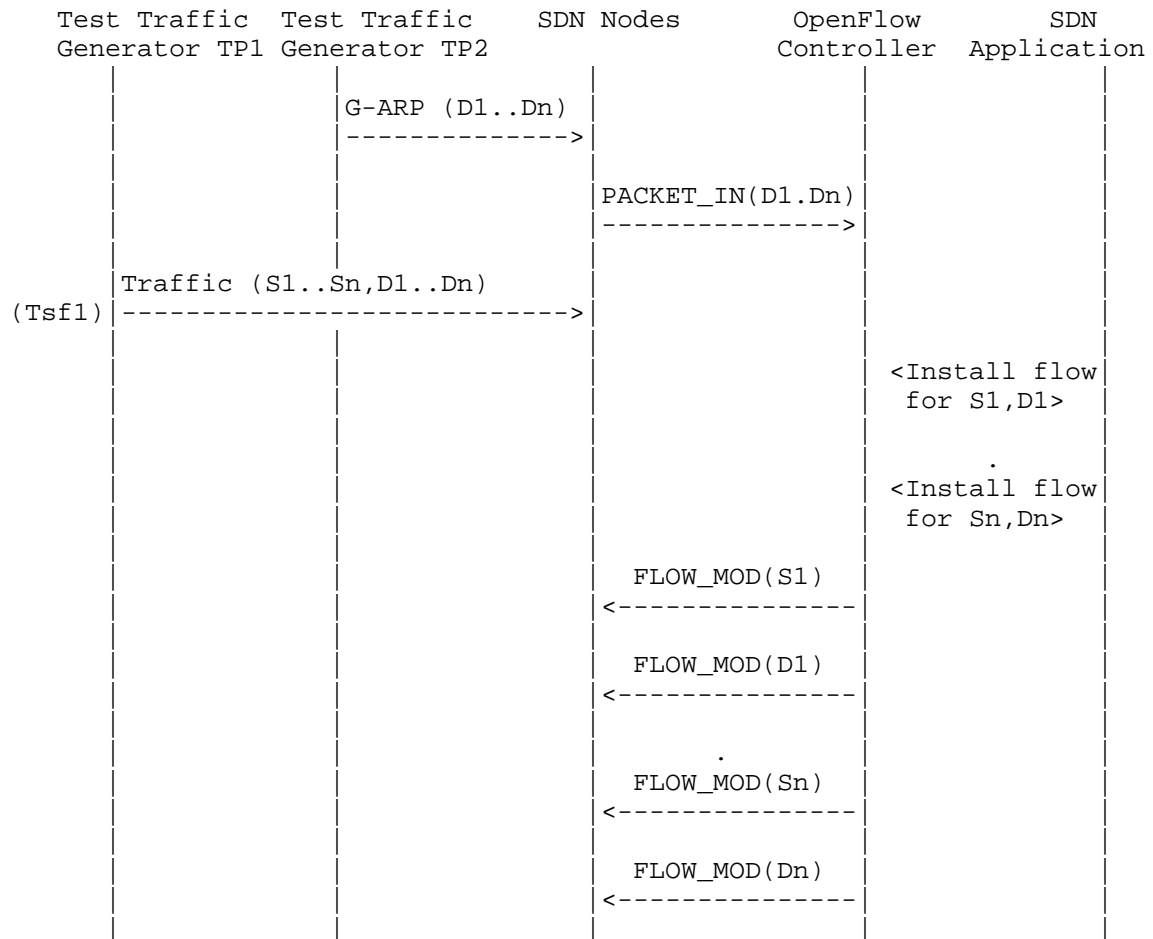 Test Traffic  Test Traffic    SDN Nodes       OpenFlow        SDN
Generator TP1 Generator TP2                  Controller  Application
G-ARP (D1..Dn)
PACKET_IN(D1.Dn)
Traffic (S1..Sn,D1..Dn)
(Tsf1)
<Install flow
for S1,D1>
.
<Install flow
for Sn,Dn>
FLOW_MOD(S1)
FLOW_MOD(D1)
.
FLOW_MOD(Sn)
FLOW_MOD(Dn)